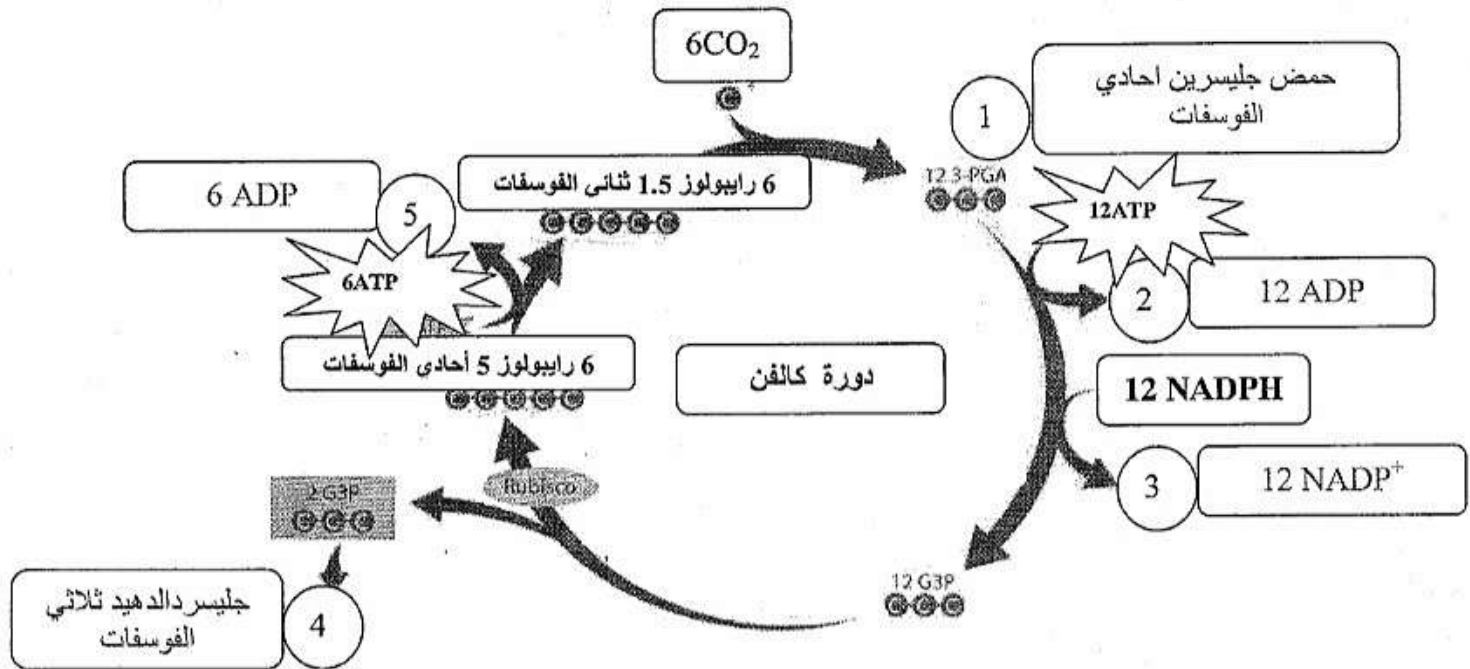 6CO₂
حمض جليسرين احادي
الفوسفات
1
12 3-PGA
12ATP
6 رايبولوز 1.5 ثنائي الفوسفات
6 ADP
5
6ATP
2
12 ADP
6 رايبولوز 5 أحادي الفوسفات
دورة كالفن
12 NADPH
3
12 NADP⁺
Rubisco
2 G3P
12 G3P
جليسردالدهيد ثلاثي
الفوسفات
4